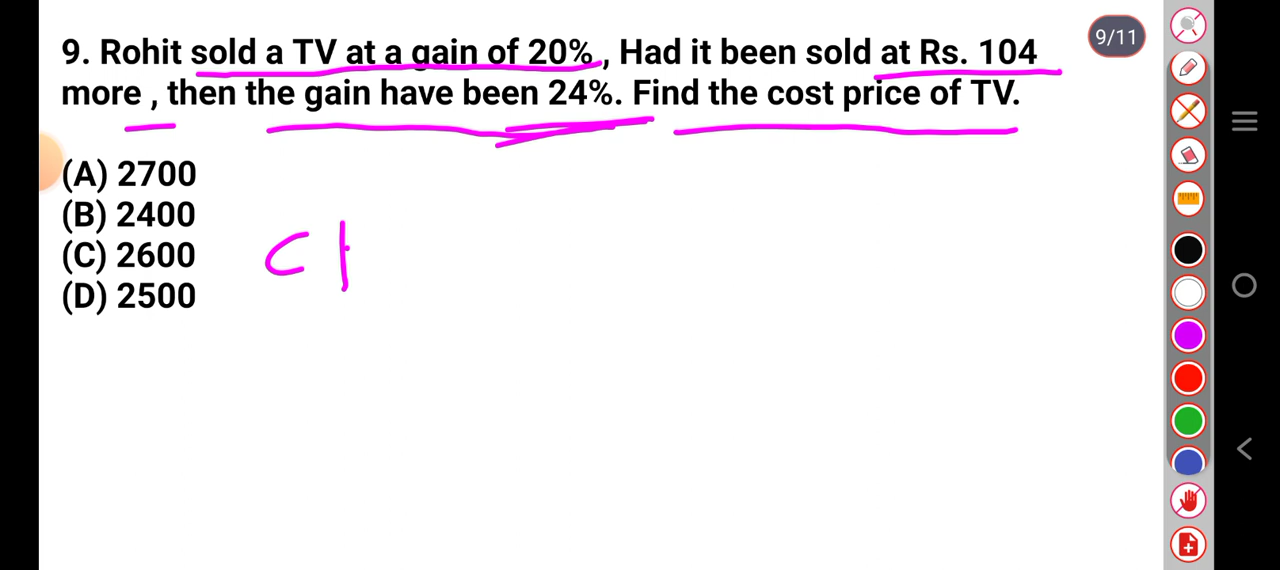 9. Rohit sold a TV at a gain of 20% , Had it been sold at Rs. 104
more , then the gain have been 24%. Find the cost price of TV.
(A) 2700
(B) 2400
(C) 2600
(D) 2500
9/11